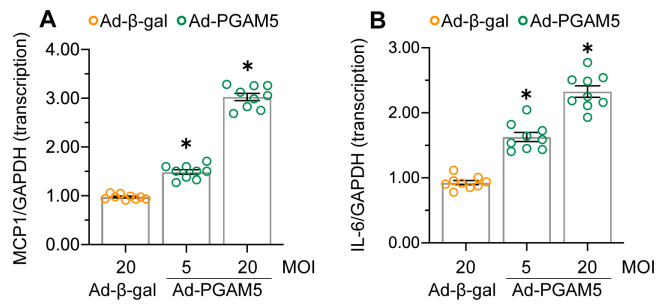 A
Ad-β-gal Ad-PGAM5
MCP1/GAPDH (transcription)
4.00
3.00
2.00
1.00
0.00
*
*
20 5 20 MOI
Ad-β-gal Ad-PGAM5
B
Ad-β-gal Ad-PGAM5
IL-6/GAPDH (transcription)
3.00
2.00
1.00
0.00
*
*
20 5 20 MOI
Ad-β-gal Ad-PGAM5